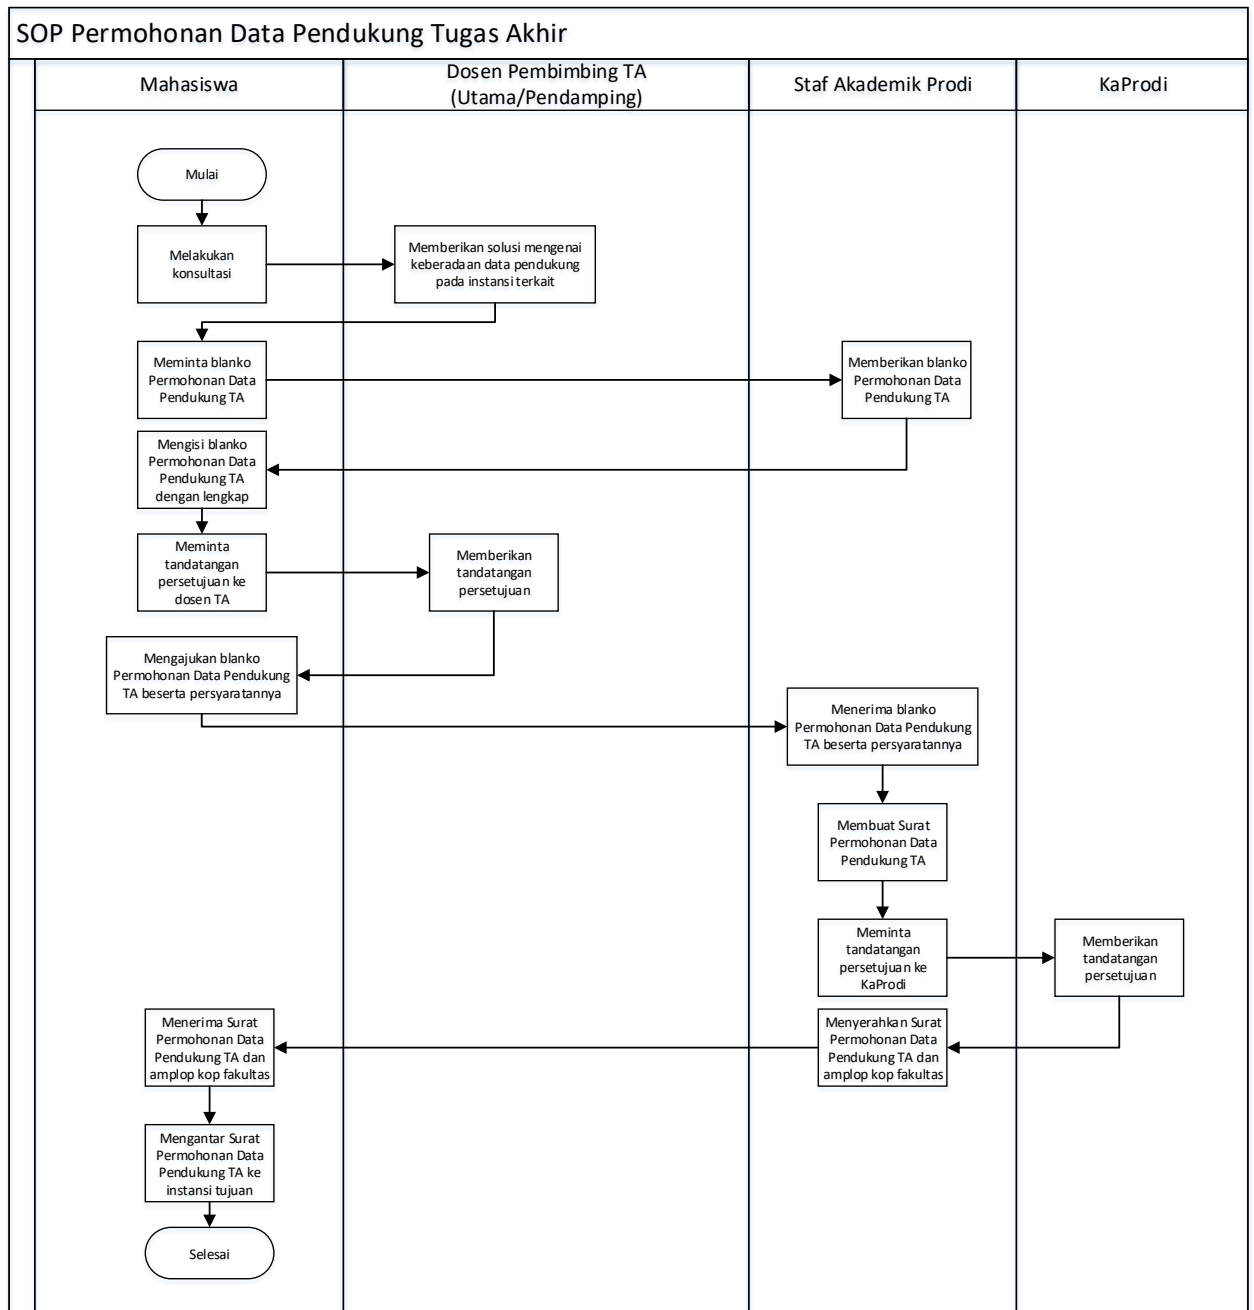 SOP Permohonan Data Pendukung Tugas Akhir
Mahasiswa
Dosen Pembimbing TA
(Utama/Pendamping)
Staf Akademik Prodi
KaProdi
Mulai
Melakukan
konsultasi
Memberikan solusi mengenai
keberadaan data pendukung
pada instansi terkait
Meminta blanko
Permohonan Data
Pendukung TA
Memberikan blanko
Permohonan Data
Pendukung TA
Mengisi blanko
Permohonan Data
Pendukung TA
dengan lengkap
Meminta
tandatangan
persetujuan ke
dosen TA
Memberikan
tandatangan
persetujuan
Mengajukan blanko
Permohonan Data Pendukung
TA beserta persyaratannya
Menerima blanko
Permohonan Data Pendukung
TA beserta persyaratannya
Membuat Surat
Permohonan Data
Pendukung TA
Meminta
tandatangan
persetujuan ke
KaProdi
Memberikan
tandatangan
persetujuan
Menyerahkan Surat
Permohonan Data
Pendukung TA dan
amplop kop fakultas
Menerima Surat
Permohonan Data
Pendukung TA dan
amplop kop fakultas
Mengantar Surat
Permohonan Data
Pendukung TA ke
instansi tujuan
Selesai